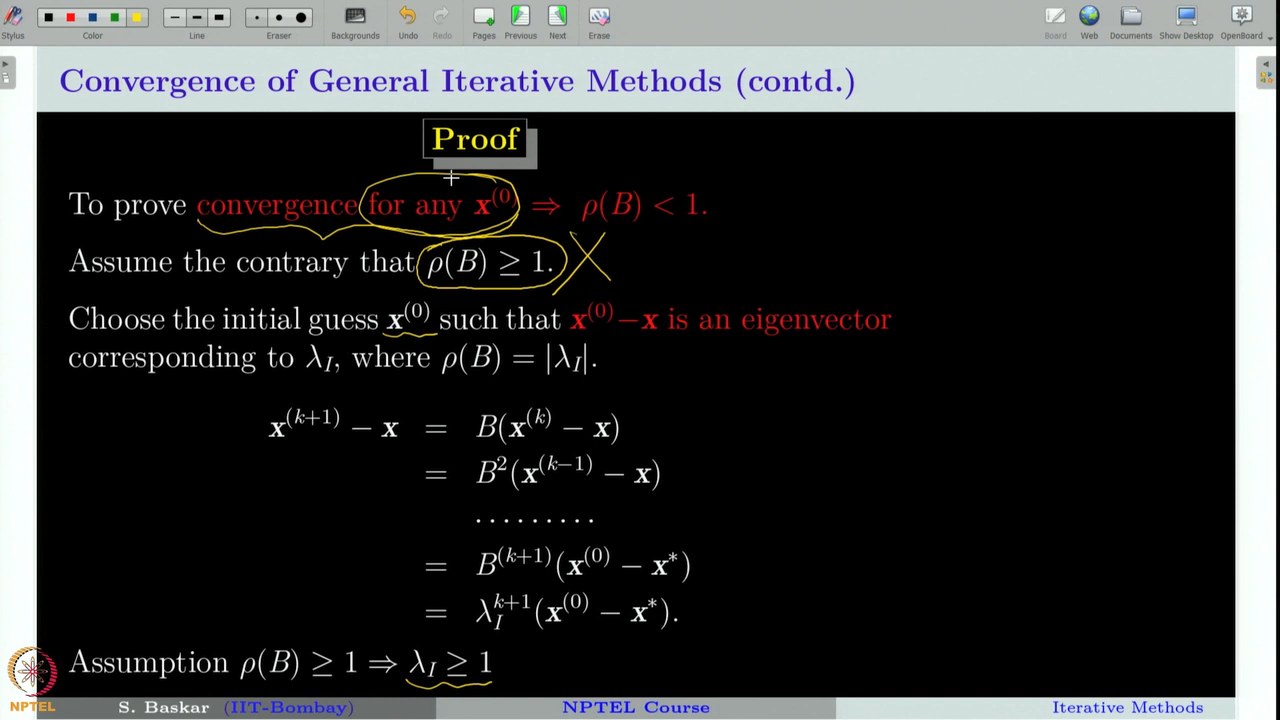 Stylus Color Line Eraser Backgrounds Undo Redo Pages Previous Next Erase Board Web Documents Show Desktop OpenBoard
Convergence of General Iterative Methods (contd.)
Proof
To prove convergence for any x^(0) ⇒ ρ(B) < 1.
Assume the contrary that ρ(B) ≥ 1.
Choose the initial guess x^(0) such that x^(0)−x is an eigenvector
corresponding to λ_I, where ρ(B) = |λ_I|.
x^(k+1) − x = B(x^(k) − x)
= B^2(x^(k−1) − x)
.........
= B^(k+1)(x^(0) − x^*)
= λ_I^k+1(x^(0) − x^*).
Assumption ρ(B) ≥ 1 ⇒ λ_I ≥ 1
NPTEL
S. Baskar (IIT-Bombay) NPTEL Course Iterative Methods